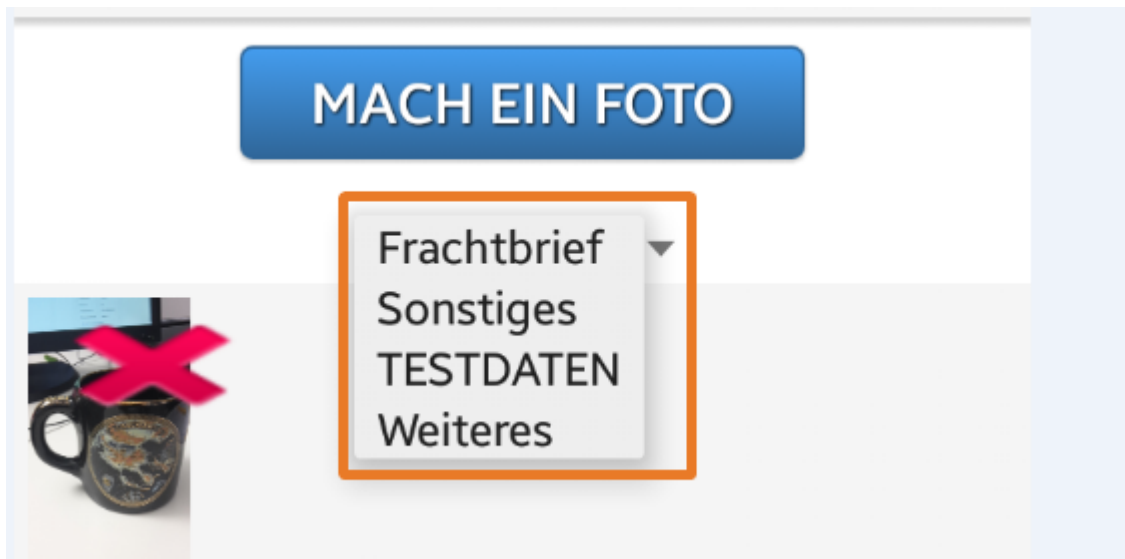 MACH EIN FOTO
Frachtbrief
Sonstiges
TESTDATEN
Weiteres